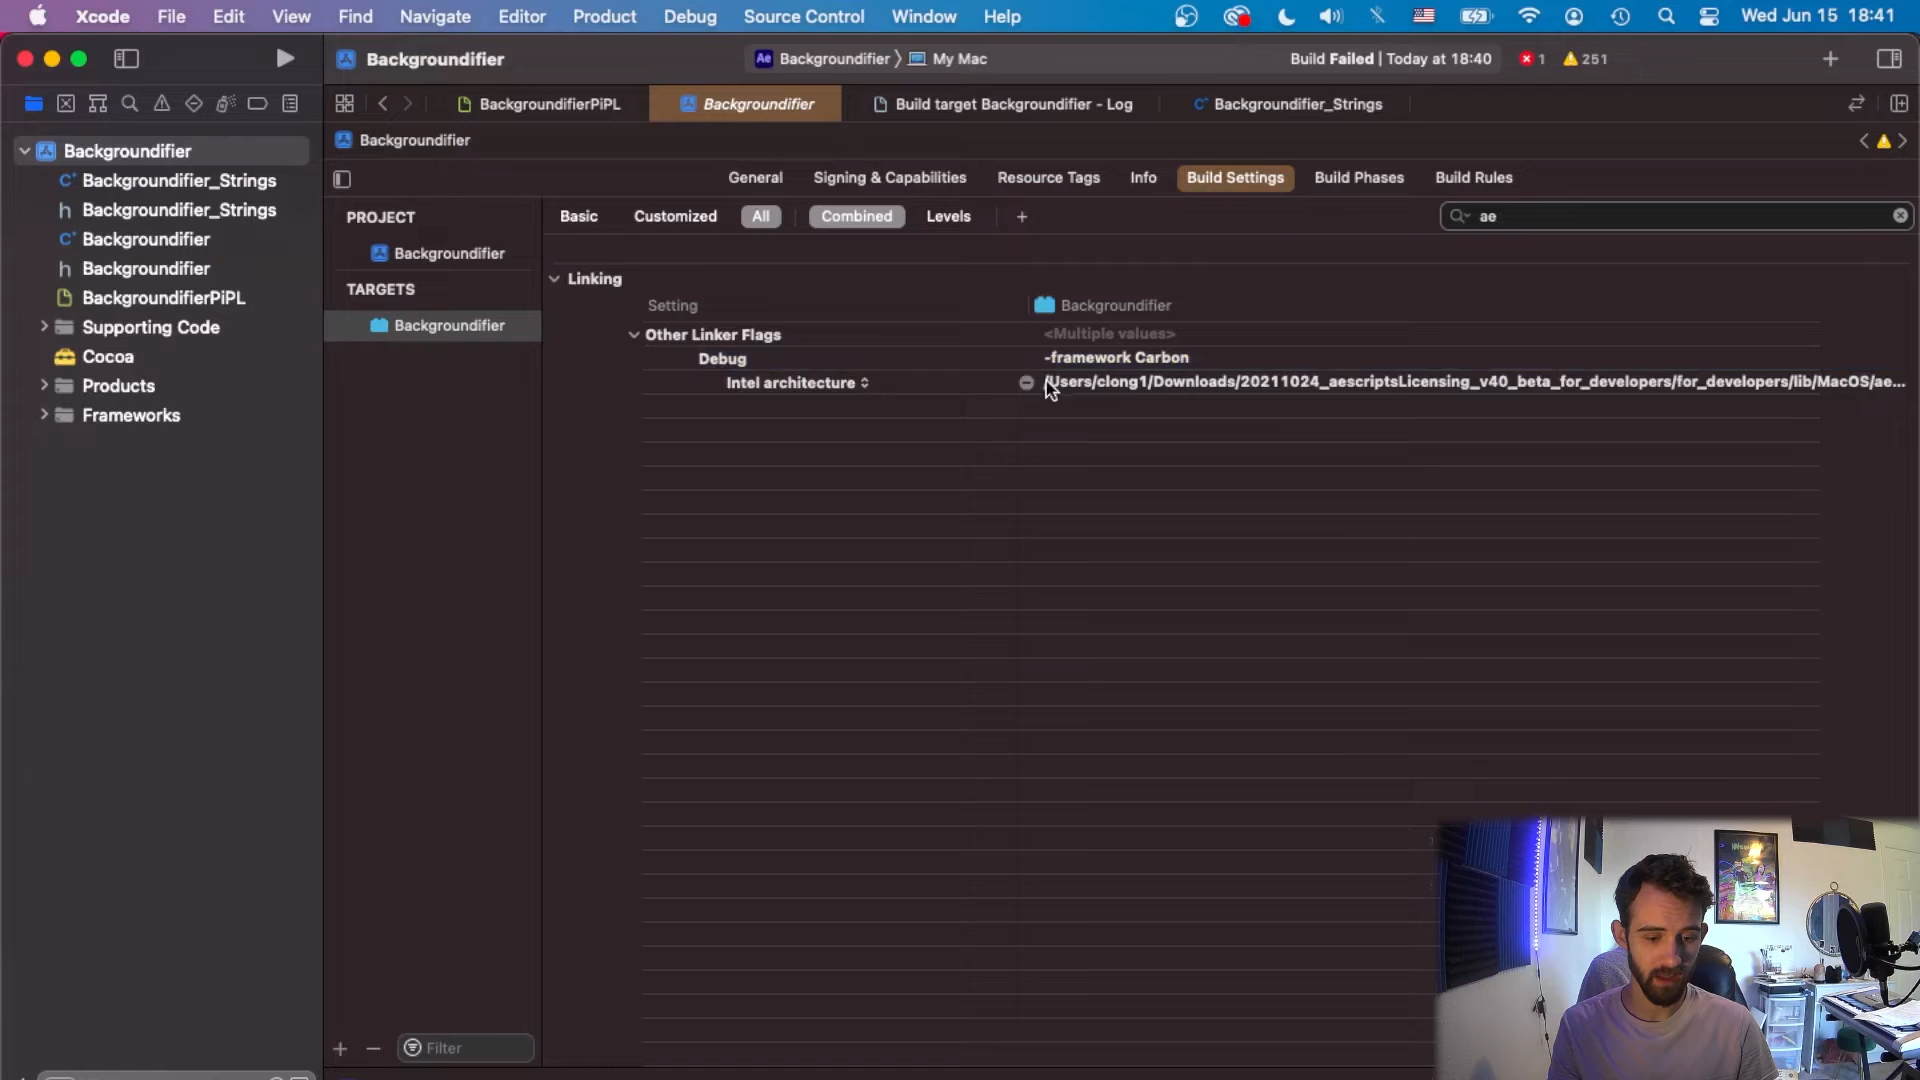 Xcode File Edit View Find Navigate Editor Product Debug Source Control Window Help Wed Jun 15 18:41
Backgroundifier
Ae Backgroundifier 〉 My Mac
Build Failed | Today at 18:40
1
251
BackgroundifierPiPL
Backgroundifier
Build target Backgroundifier - Log
Backgroundifier_Strings
Backgroundifier
Backgroundifier
General Signing & Capabilities Resource Tags Info Build Settings Build Phases Build Rules
Basic Customized All Combined Levels +
ae
Backgroundifier_Strings
h Backgroundifier_Strings
Backgroundifier
h Backgroundifier
BackgroundifierPiPL
Supporting Code
Cocoa
Products
Frameworks
PROJECT
Backgroundifier
TARGETS
Backgroundifier
Linking
Setting
Backgroundifier
Other Linker Flags
<Multiple values>
Debug
-framework Carbon
Intel architecture
/Users/clong1/Downloads/20211024_aescriptsLicensing_v40_beta_for_developers/for_developers/lib/MacOS/ae...
Filter